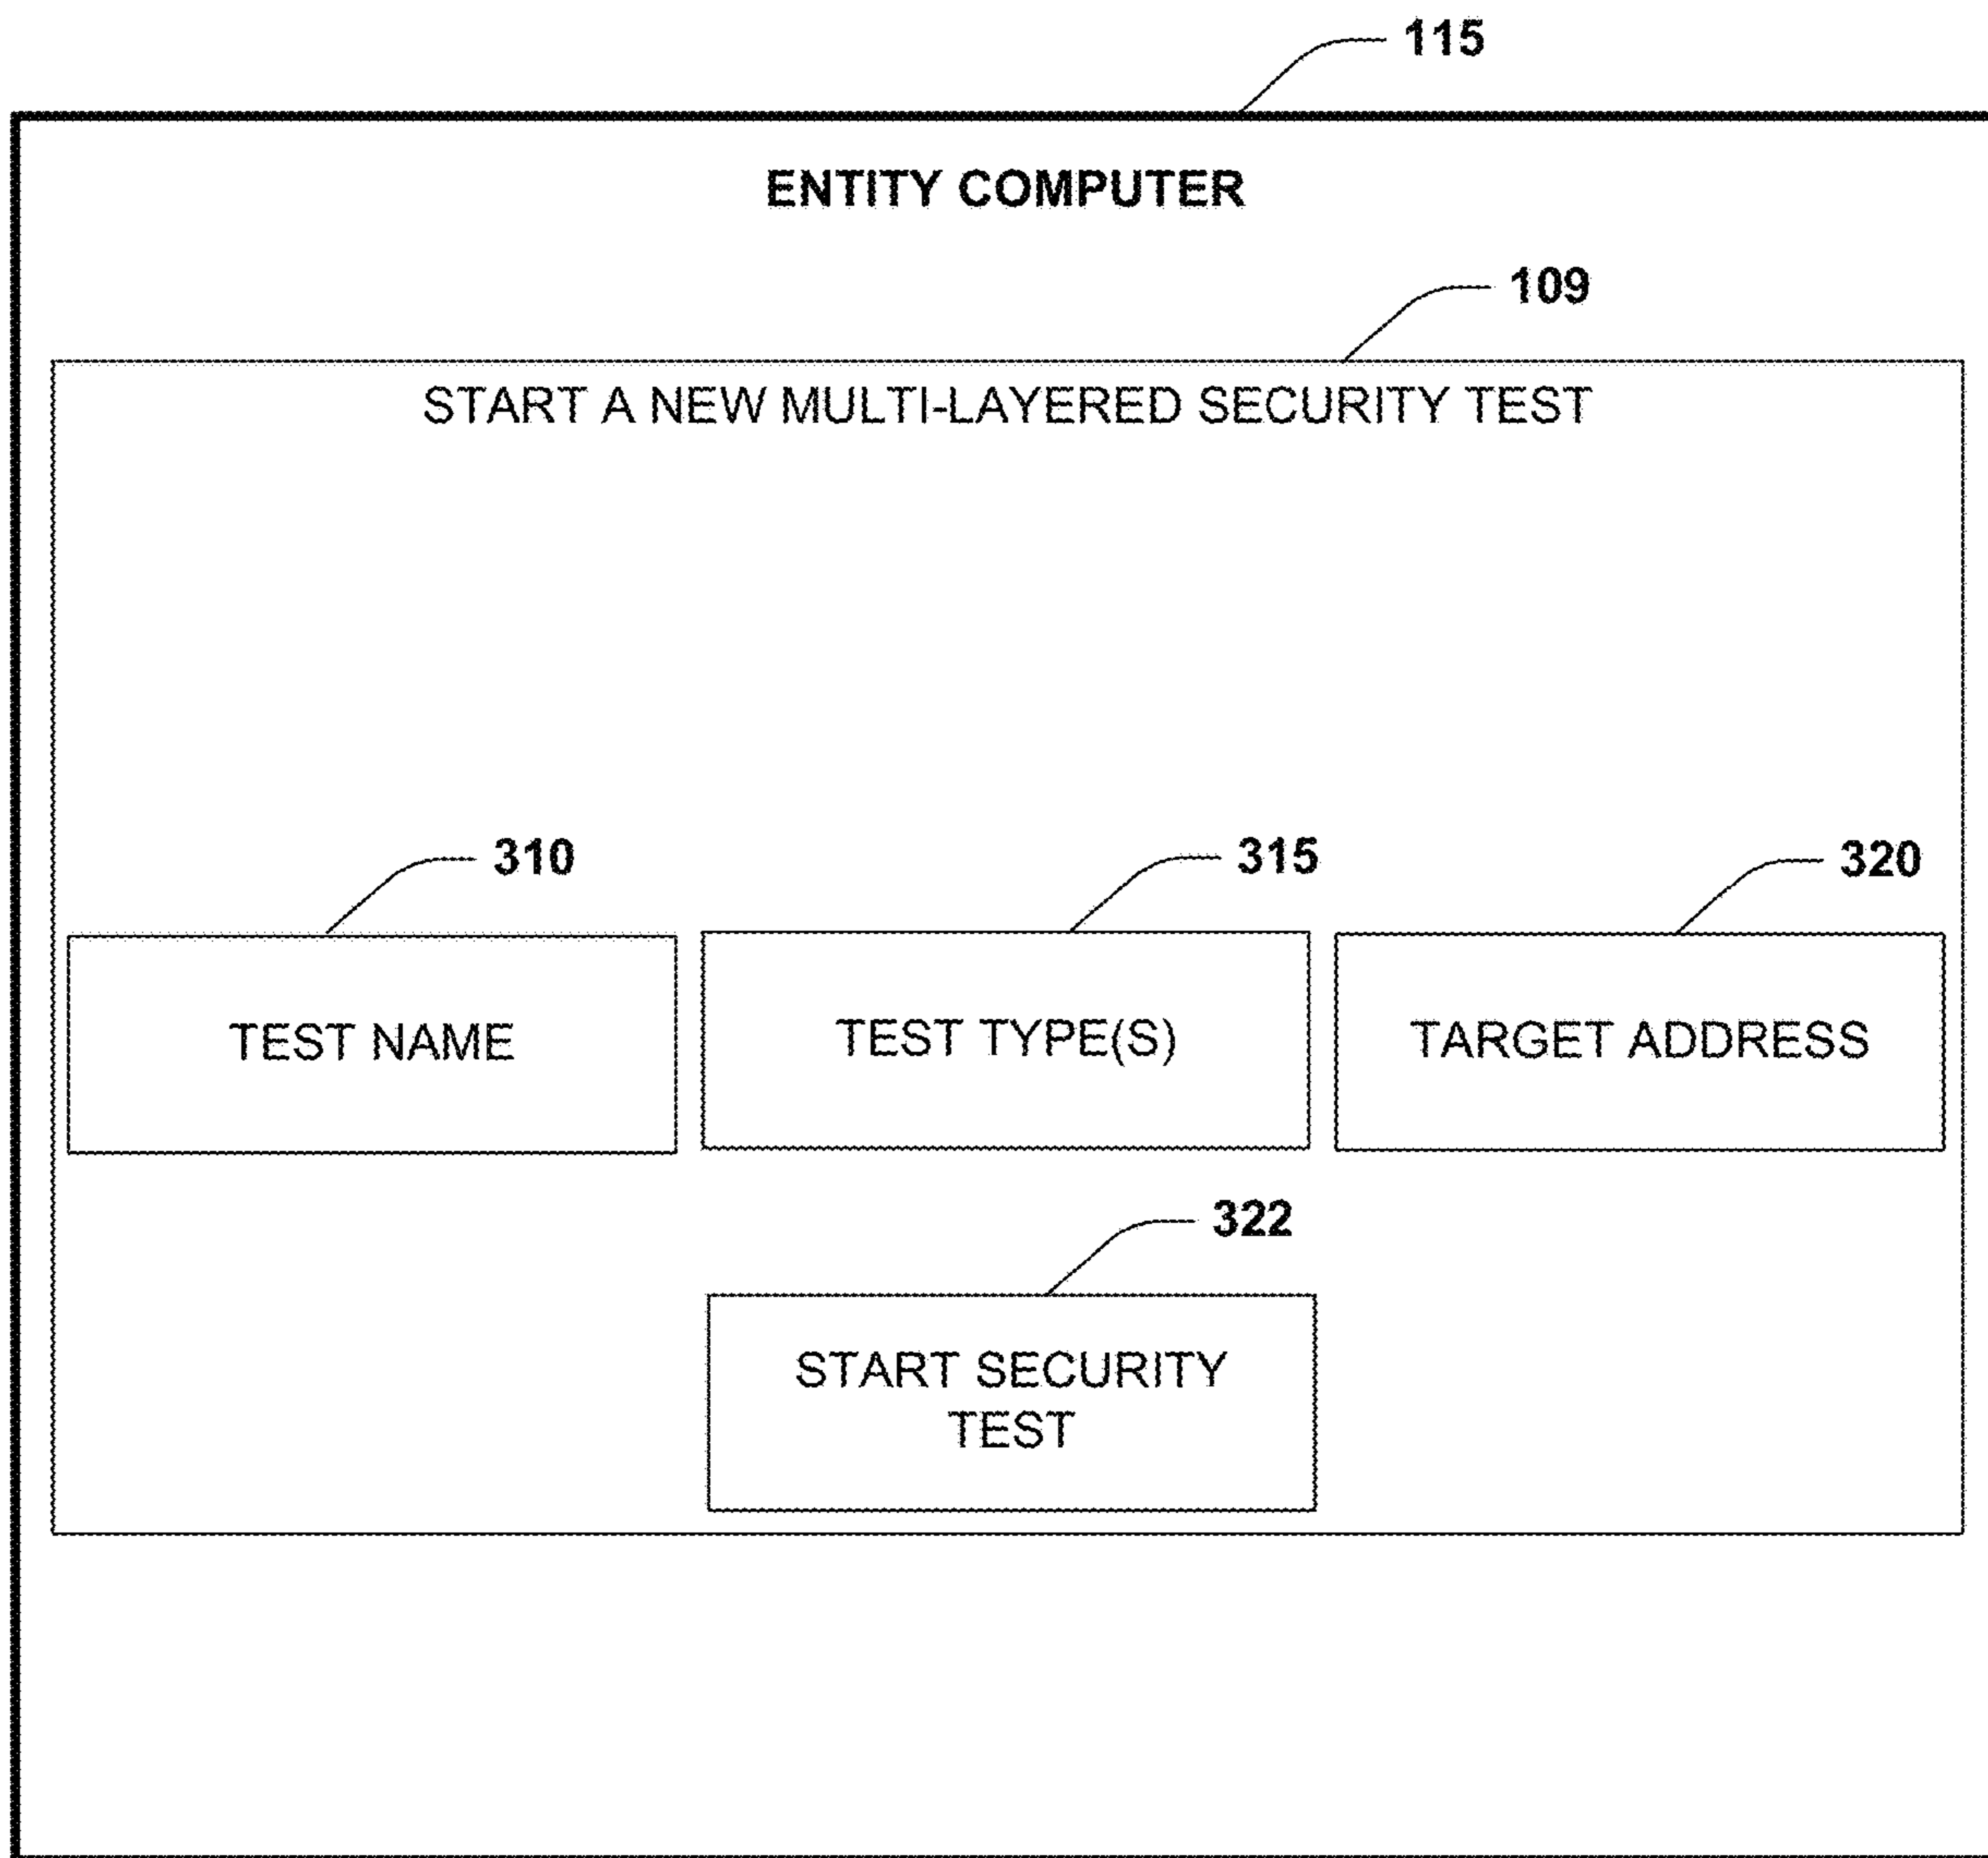 115
ENTITY COMPUTER
109
START A NEW MULTI-LAYERED SECURITY TEST
310
315
320
TEST NAME
TEST TYPE(S)
TARGET ADDRESS
322
START SECURITY
TEST